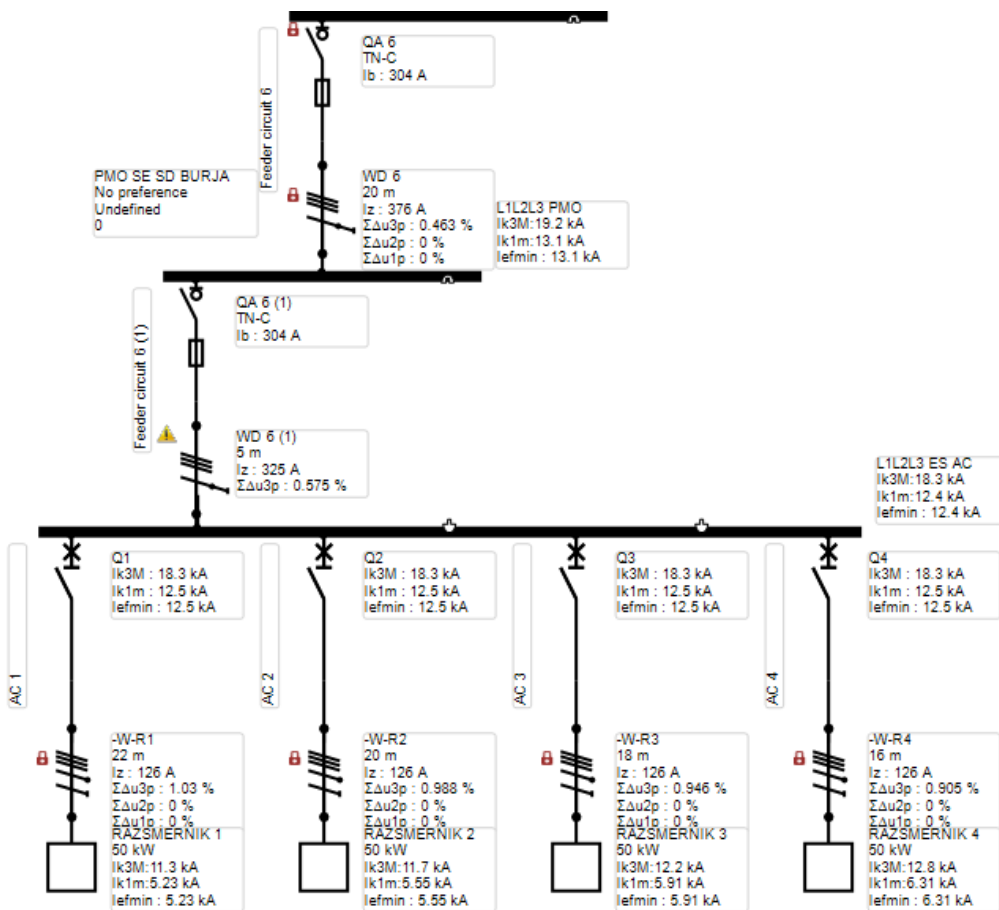 QA 6
TN-C
Ib : 304 A
Feeder circuit 6
PMO SE SD BURJA
No preference
Undefined
0
WD 6
20 m
Iz : 376 A
ΣΔu3p : 0.463 %
ΣΔu2p : 0 %
ΣΔu1p : 0 %
L1L2L3 PMO
Ik3M:19.2 kA
Ik1m:13.1 kA
Iefmin : 13.1 kA
QA 6 (1)
TN-C
Ib : 304 A
Feeder circuit 6 (1)
WD 6 (1)
5 m
Iz : 325 A
ΣΔu3p : 0.575 %
L1L2L3 ES AC
Ik3M:18.3 kA
Ik1m:12.4 kA
Iefmin : 12.4 kA
AC 1
Q1
Ik3M : 18.3 kA
Ik1m : 12.5 kA
Iefmin : 12.5 kA
AC 2
Q2
Ik3M : 18.3 kA
Ik1m : 12.5 kA
Iefmin : 12.5 kA
AC 3
Q3
Ik3M : 18.3 kA
Ik1m : 12.5 kA
Iefmin : 12.5 kA
AC 4
Q4
Ik3M : 18.3 kA
Ik1m : 12.5 kA
Iefmin : 12.5 kA
-W-R1
22 m
Iz : 126 A
ΣΔu3p : 1.03 %
ΣΔu2p : 0 %
ΣΔu1p : 0 %
RAZSMERNIK 1
50 kW
Ik3M:11.3 kA
Ik1m:5.23 kA
Iefmin : 5.23 kA
-W-R2
20 m
Iz : 126 A
ΣΔu3p : 0.988 %
ΣΔu2p : 0 %
ΣΔu1p : 0 %
RAZSMERNIK 2
50 kW
Ik3M:11.7 kA
Ik1m:5.55 kA
Iefmin : 5.55 kA
-W-R3
18 m
Iz : 126 A
ΣΔu3p : 0.946 %
ΣΔu2p : 0 %
ΣΔu1p : 0 %
RAZSMERNIK 3
50 kW
Ik3M:12.2 kA
Ik1m:5.91 kA
Iefmin : 5.91 kA
-W-R4
16 m
Iz : 126 A
ΣΔu3p : 0.905 %
ΣΔu2p : 0 %
ΣΔu1p : 0 %
RAZSMERNIK 4
50 kW
Ik3M:12.8 kA
Ik1m:6.31 kA
Iefmin : 6.31 kA